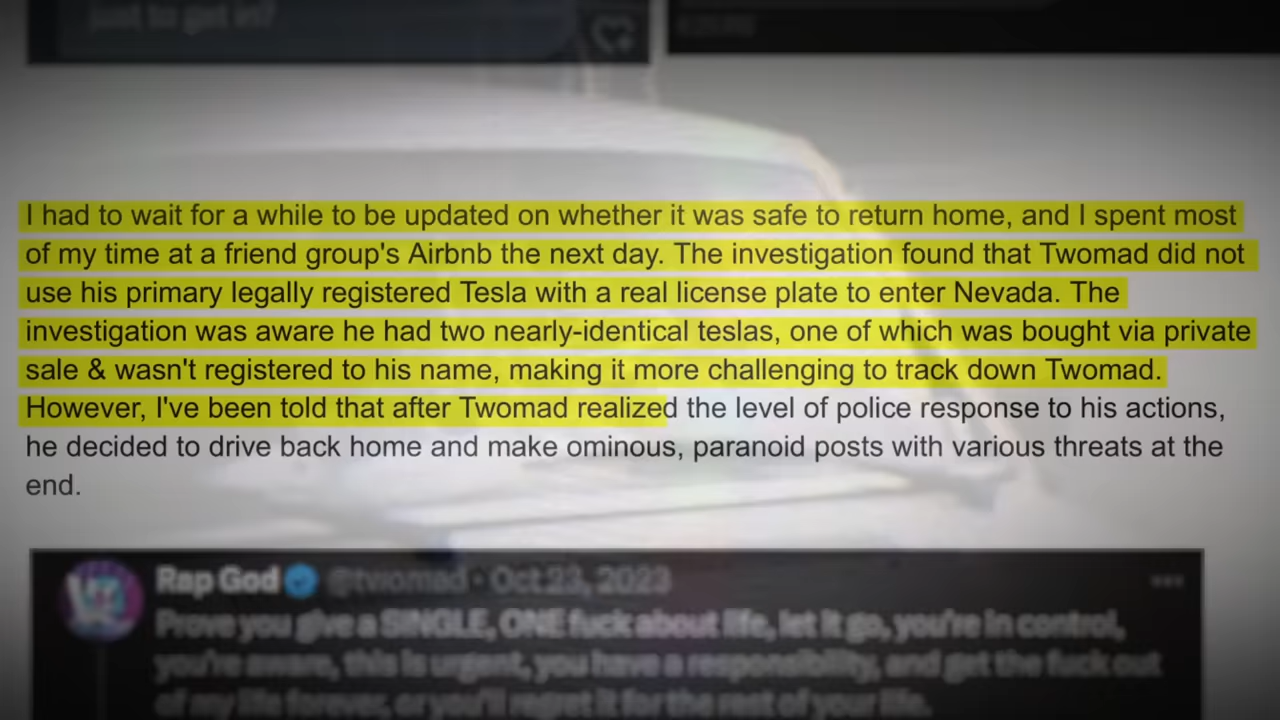 just to get in?
I had to wait for a while to be updated on whether it was safe to return home, and I spent most
of my time at a friend group's Airbnb the next day. The investigation found that Twomad did not
use his primary legally registered Tesla with a real license plate to enter Nevada. The
investigation was aware he had two nearly-identical teslas, one of which was bought via private
sale & wasn't registered to his name, making it more challenging to track down Twomad.
However, I've been told that after Twomad realized the level of police response to his actions,
he decided to drive back home and make ominous, paranoid posts with various threats at the
end.
Rap God @twomad · Oct 23, 2023
Prove you give a SINGLE, ONE fuck about life, let it go, you're in control,
you're aware, this is urgent, you have a responsibility, and get the fuck out
of my life forever, or you'll regret it for the rest of your life.